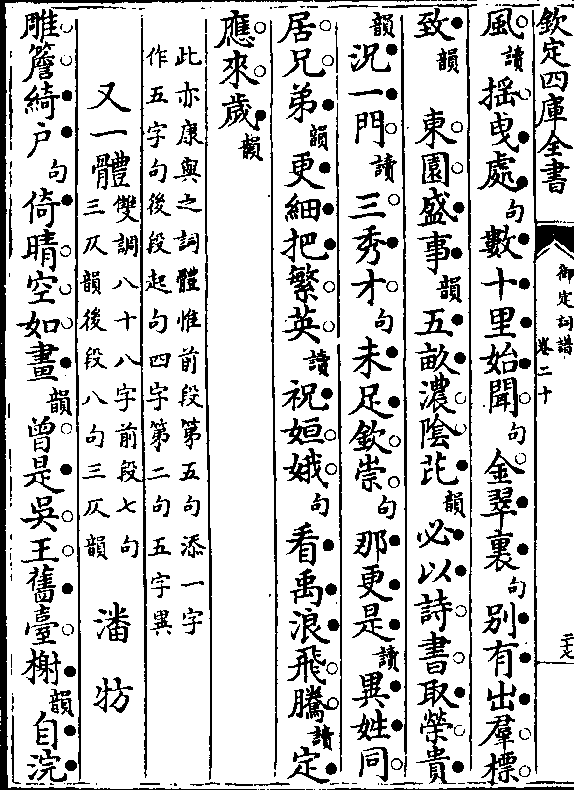 欽定四庫全書
御定詞譜
卷二十
風讀摇曳處句數十里始聞句金翠裏句别有出羣標
致韻東園盛事韻五畝濃陰芘韻必以詩書取榮貴
韻況一門讀三秀才句未足欽崇句那更是讀異姓同
居兄弟韻更細把繁英讀祝姮娥句看禹浪飛騰讀定
應來歲韻
此亦康與之詞體惟前段第五句添一字
作五字句後段起句四字第二句五字異
又一體雙調八十八字前段七句
三仄韻後段八句三仄韻
潘牥
雕簷綺户句倚晴空如畫韻曾是吳王舊臺榭韻自浣